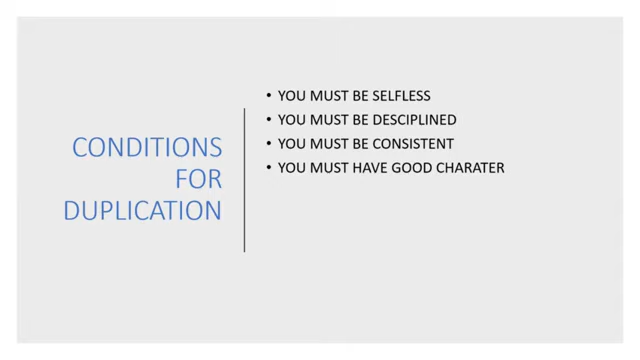 CONDITIONS
FOR
DUPLICATION
• YOU MUST BE SELFLESS
• YOU MUST BE DESCIPLINED
• YOU MUST BE CONSISTENT
• YOU MUST HAVE GOOD CHARATER